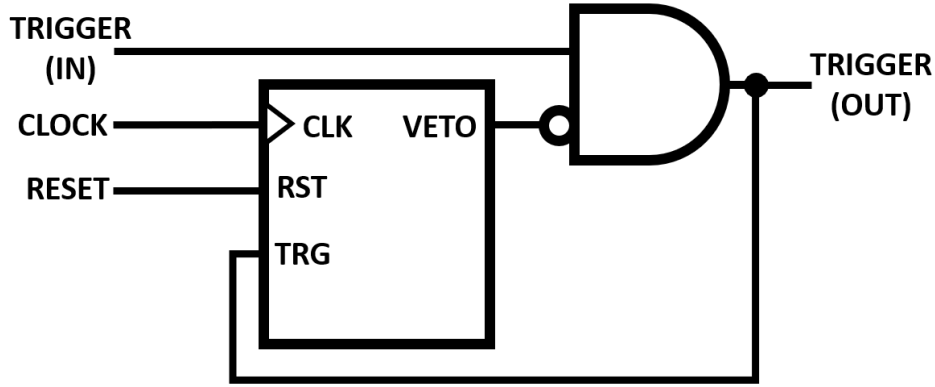 TRIGGER
(IN)
TRIGGER
(OUT)
CLOCK
CLK
VETO
RESET
RST
TRG